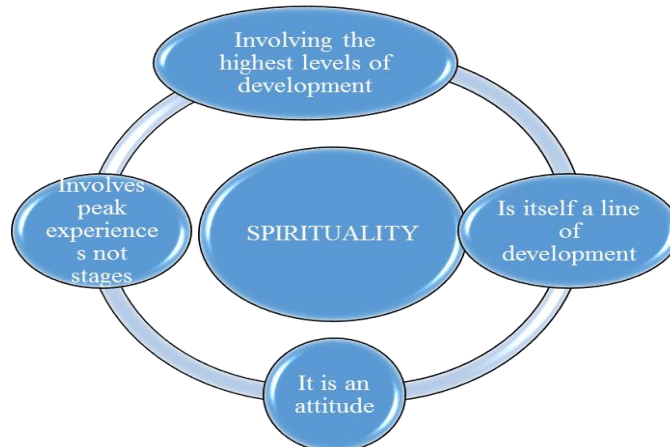 Involving the
highest levels of
development
Involves
peak
experience
s not
stages
SPIRITUALITY
Is itself a line
of
development
It is an
attitude